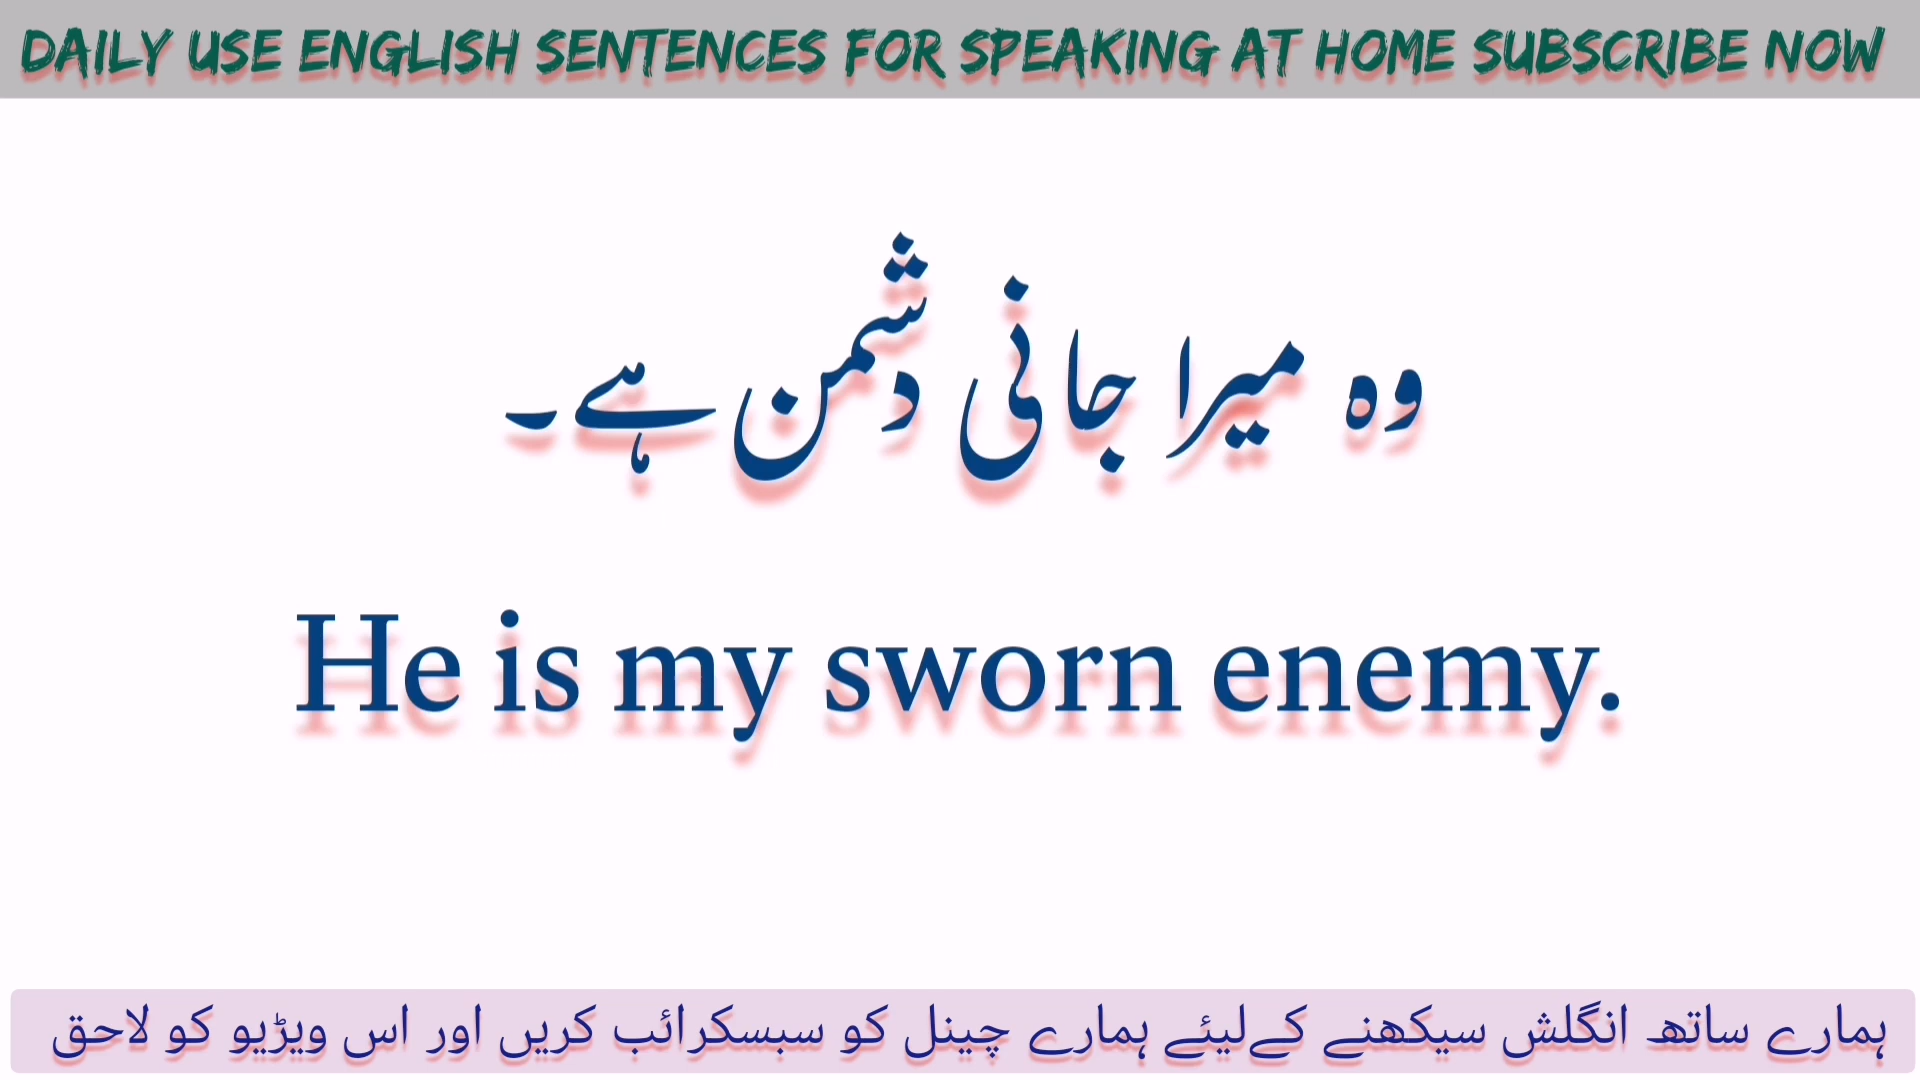 DAILY USE ENGLISH SENTENCES FOR SPEAKING AT HOME SUBSCRIBE NOW
وہ میرا جانی دشمن ہے۔
He is my sworn enemy.
ہمارے ساتھ انگلش سیکھنے کےلیئے ہمارے چینل کو سبسکرائب کریں اور اس ویڑیو کو لاحق